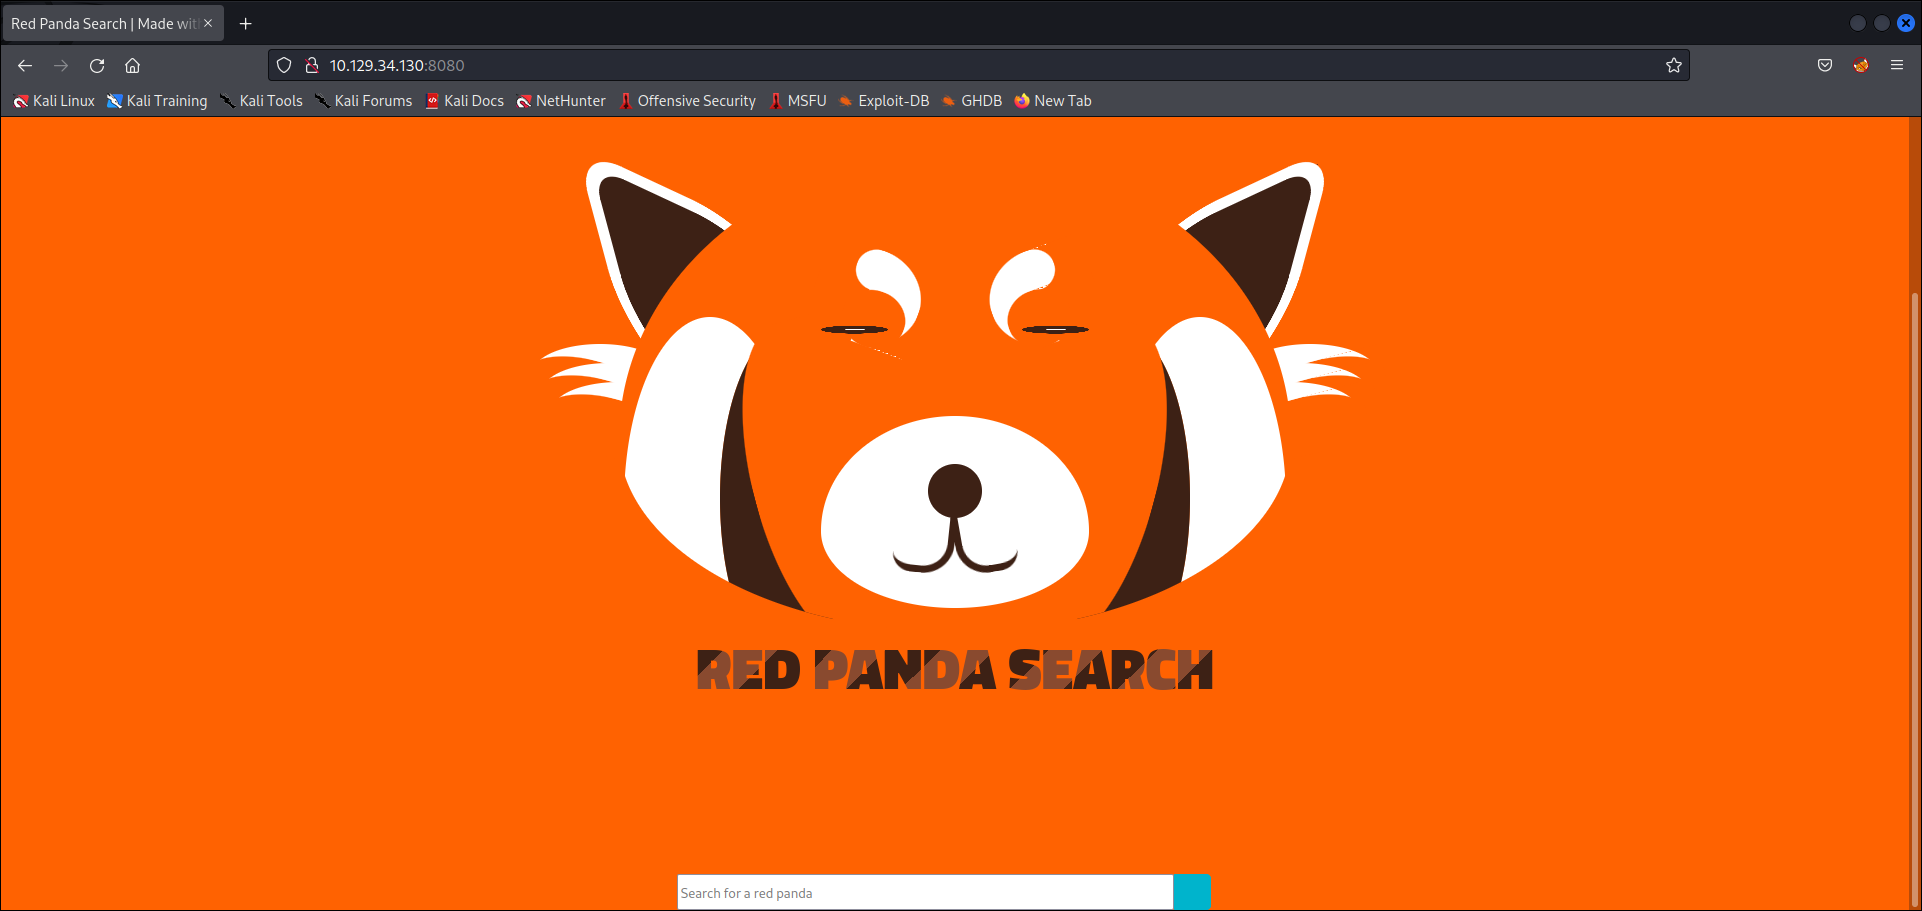 Red Panda Search | Made wit
10.129.34.130:8080
Kali Linux Kali Training Kali Tools Kali Forums Kali Docs NetHunter Offensive Security MSFU Exploit-DB GHDB New Tab
RED PANDA SEARCH
Search for a red panda